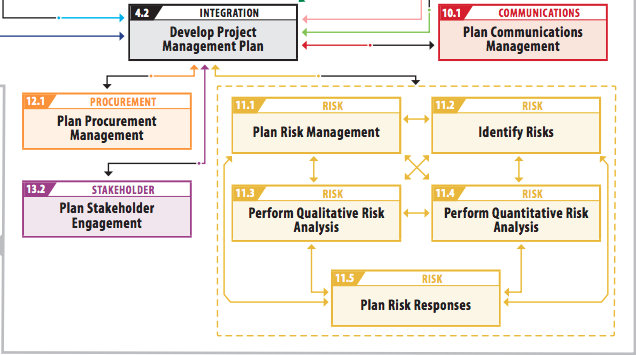 4.2 INTEGRATION
Develop Project
Management Plan
10.1 COMMUNICATIONS
Plan Communications
Management
12.1 PROCUREMENT
Plan Procurement
Management
13.2 STAKEHOLDER
Plan Stakeholder
Engagement
11.1 RISK
Plan Risk Management
11.2 RISK
Identify Risks
11.3 RISK
Perform Qualitative Risk
Analysis
11.4 RISK
Perform Quantitative Risk
Analysis
11.5 RISK
Plan Risk Responses